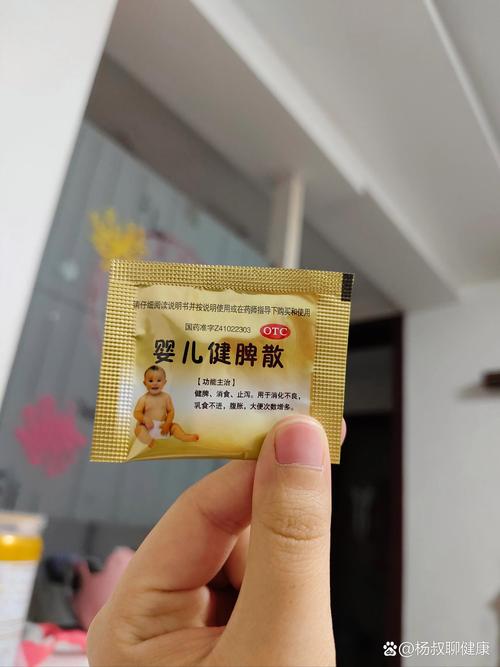 请仔细阅读说明书并按说明使用或在药师指导下购买和使用
国药准字Z41022303
OTC
婴儿健脾散
【功能主治】
健脾、消食、止泻。用于消化不良,
乳食不进,腹胀,大便次数增多。
@杨叔聊健康